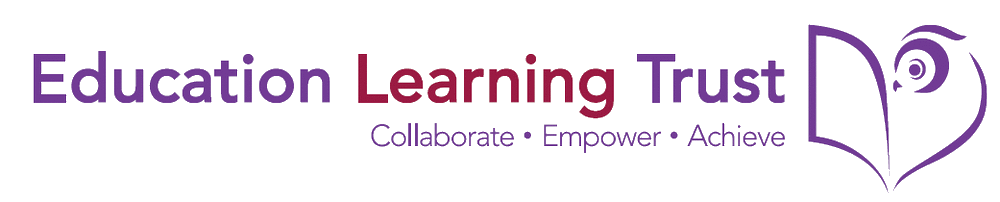 Education Learning Trust
Collaborate • Empower • Achieve